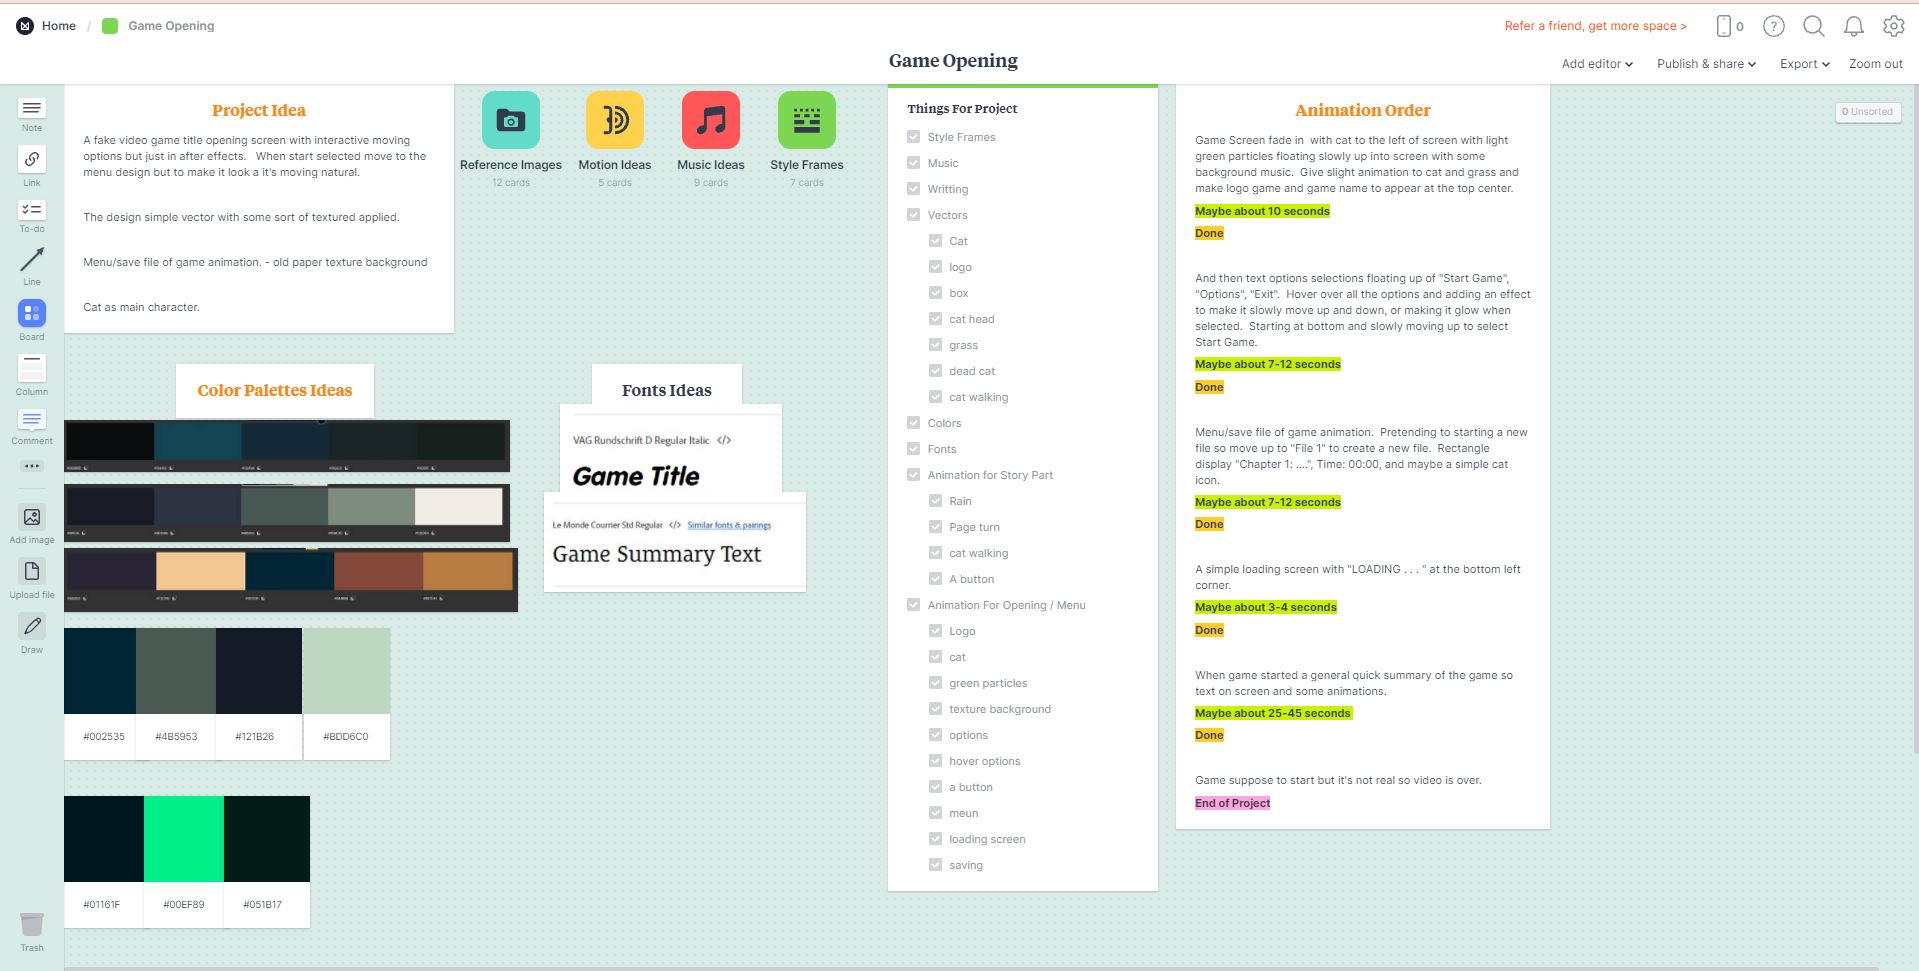 Home / Game Opening
Refer a friend, get more space >
0
Game Opening
Add editor
Publish & share
Export
Zoom out
Note
Link
To-do
Line
Board
Column
Comment
Add image
Upload file
Draw
Trash
Project Idea
A fake video game title opening screen with interactive moving
options but just in after effects. When start selected move to the
menu design but to make it look a it's moving natural.
The design simple vector with some sort of textured applied.
Menu/save file of game animation. - old paper texture background
Cat as main character.
Reference Images
12 cards
Motion Ideas
5 cards
Music Ideas
9 cards
Style Frames
7 cards
Color Palettes Ideas
#002535
#4B5953
#121B26
#BDD6C0
#01161F
#00EF89
#051B17
Fonts Ideas
VAG Rundschrift D Regular Italic </>
Game Title
Le Monde Courrier Std Regular </> Similar fonts & pairings
Game Summary Text
Things For Project
Style Frames
Music
Writting
Vectors
Cat
logo
box
cat head
grass
dead cat
cat walking
Colors
Fonts
Animation for Story Part
Rain
Page turn
cat walking
A button
Animation For Opening / Menu
Logo
cat
green particles
texture background
options
hover options
a button
meun
loading screen
saving
Animation Order
Game Screen fade in with cat to the left of screen with light
green particles floating slowly up into screen with some
background music. Give slight animation to cat and grass and
make logo game and game name to appear at the top center.
Maybe about 10 seconds
Done
And then text options selections floating up of "Start Game",
"Options", "Exit". Hover over all the options and adding an effect
to make it slowly move up and down, or making it glow when
selected. Starting at bottom and slowly moving up to select
Start Game.
Maybe about 7-12 seconds
Done
Menu/save file of game animation. Pretending to starting a new
file so move up to "File 1" to create a new file. Rectangle
display "Chapter 1: ....", Time: 00:00, and maybe a simple cat
icon.
Maybe about 7-12 seconds
Done
A simple loading screen with "LOADING . . . " at the bottom left
corner.
Maybe about 3-4 seconds
Done
When game started a general quick summary of the game so
text on screen and some animations.
Maybe about 25-45 seconds
Done
Game suppose to start but it's not real so video is over.
End of Project
0 Unsorted